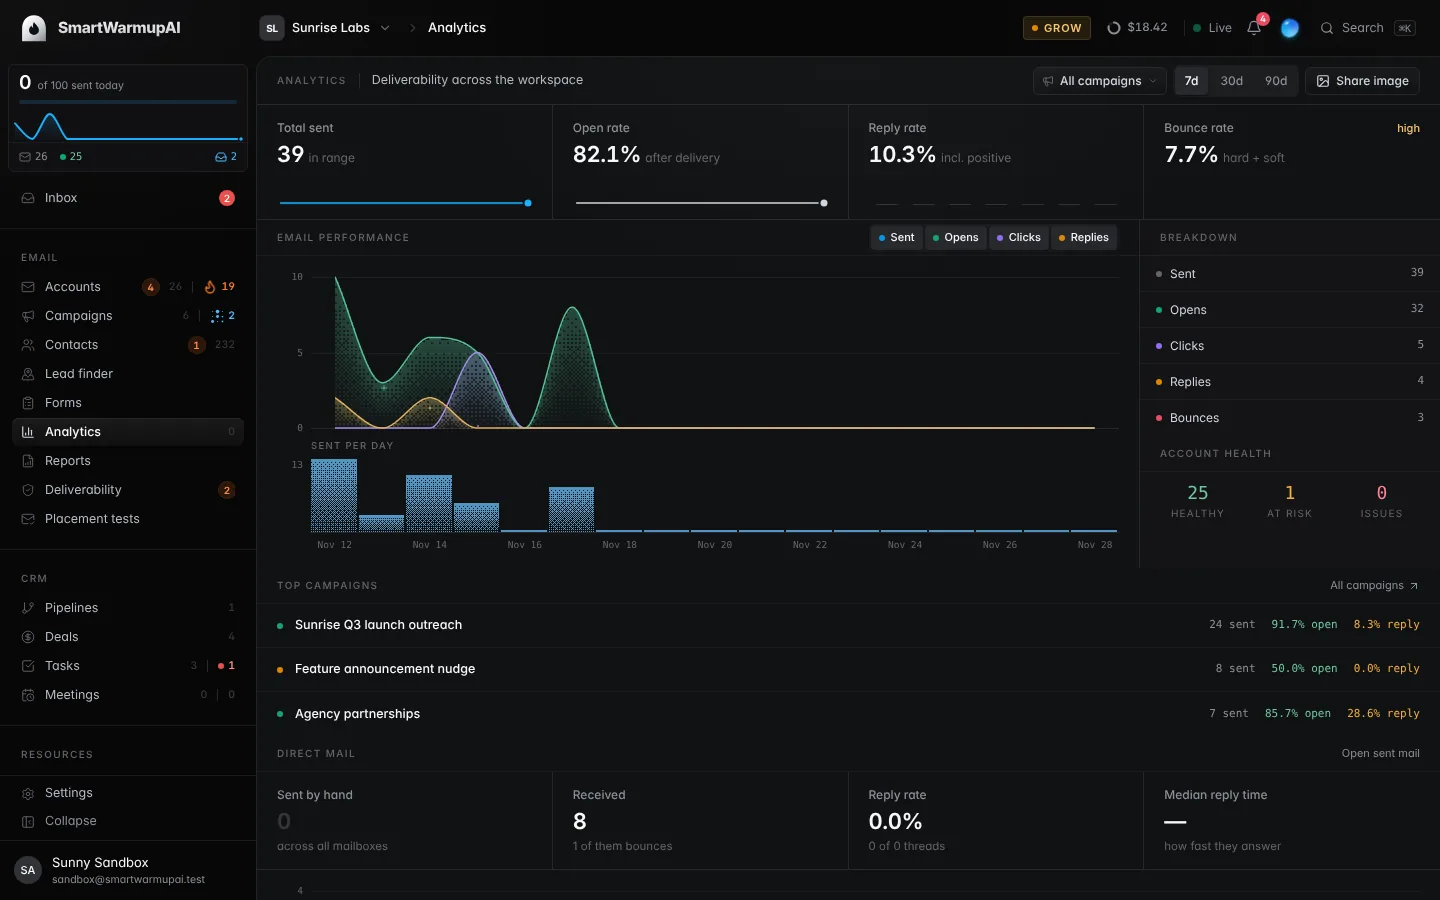 SmartWarmupAI
SL Sunrise Labs Analytics
GROW $18.42 Live 4 Search ⌘K
0 of 100 sent today
26 25 2
Inbox 2
EMAIL
Accounts 4 26 19
Campaigns 6 2
Contacts 1 232
Lead finder
Forms
Analytics 0
Reports
Deliverability 2
Placement tests
CRM
Pipelines 1
Deals 4
Tasks 3 1
Meetings 0 0
RESOURCES
Settings
Collapse
SA Sunny Sandbox
sandbox@smartwarmupai.test
ANALYTICS Deliverability across the workspace
All campaigns 7d 30d 90d Share image
Total sent
39 in range
Open rate
82.1% after delivery
Reply rate
10.3% incl. positive
Bounce rate high
7.7% hard + soft
EMAIL PERFORMANCE
Sent Opens Clicks Replies
10
5
0
SENT PER DAY
13
Nov 12 Nov 14 Nov 16 Nov 18 Nov 20 Nov 22 Nov 24 Nov 26 Nov 28
BREAKDOWN
Sent 39
Opens 32
Clicks 5
Replies 4
Bounces 3
ACCOUNT HEALTH
25 1 0
HEALTHY AT RISK ISSUES
TOP CAMPAIGNS All campaigns
Sunrise Q3 launch outreach 24 sent 91.7% open 8.3% reply
Feature announcement nudge 8 sent 50.0% open 0.0% reply
Agency partnerships 7 sent 85.7% open 28.6% reply
DIRECT MAIL Open sent mail
Sent by hand
0
across all mailboxes
Received
8
1 of them bounces
Reply rate
0.0%
0 of 0 threads
Median reply time
—
how fast they answer
4